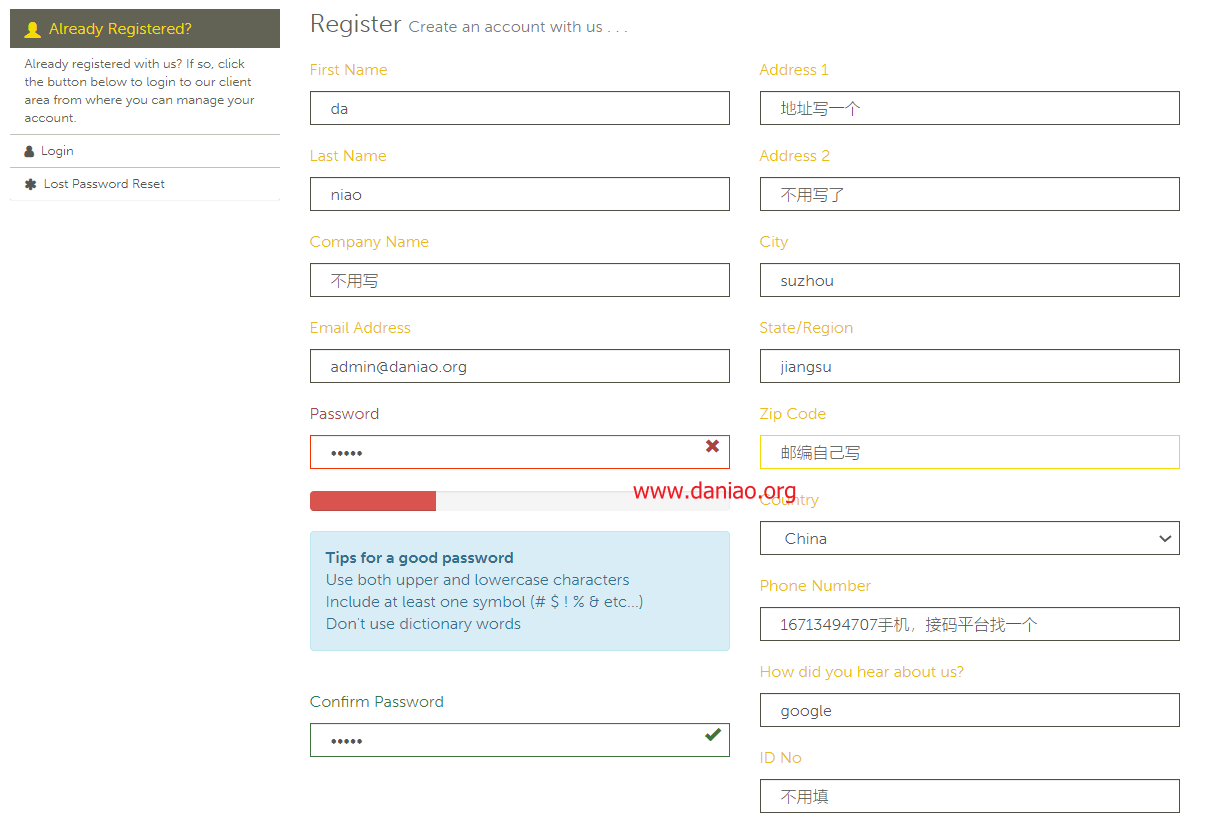 Already Registered?
Already registered with us? If so, click
the button below to login to our client
area from where you can manage your
account.
Login
Lost Password Reset
Register Create an account with us . . .
First Name
da
Last Name
niao
Company Name
不用写
Email Address
admin@daniao.org
Password
•••••
Tips for a good password
Use both upper and lowercase characters
Include at least one symbol (# $ ! % & etc...)
Don't use dictionary words
Confirm Password
•••••
Address 1
地址写一个
Address 2
不用写了
City
suzhou
State/Region
jiangsu
Zip Code
邮编自己写
www.daniao.org
Country
China
Phone Number
16713494707手机，接码平台找一个
How did you hear about us?
google
ID No
不用填